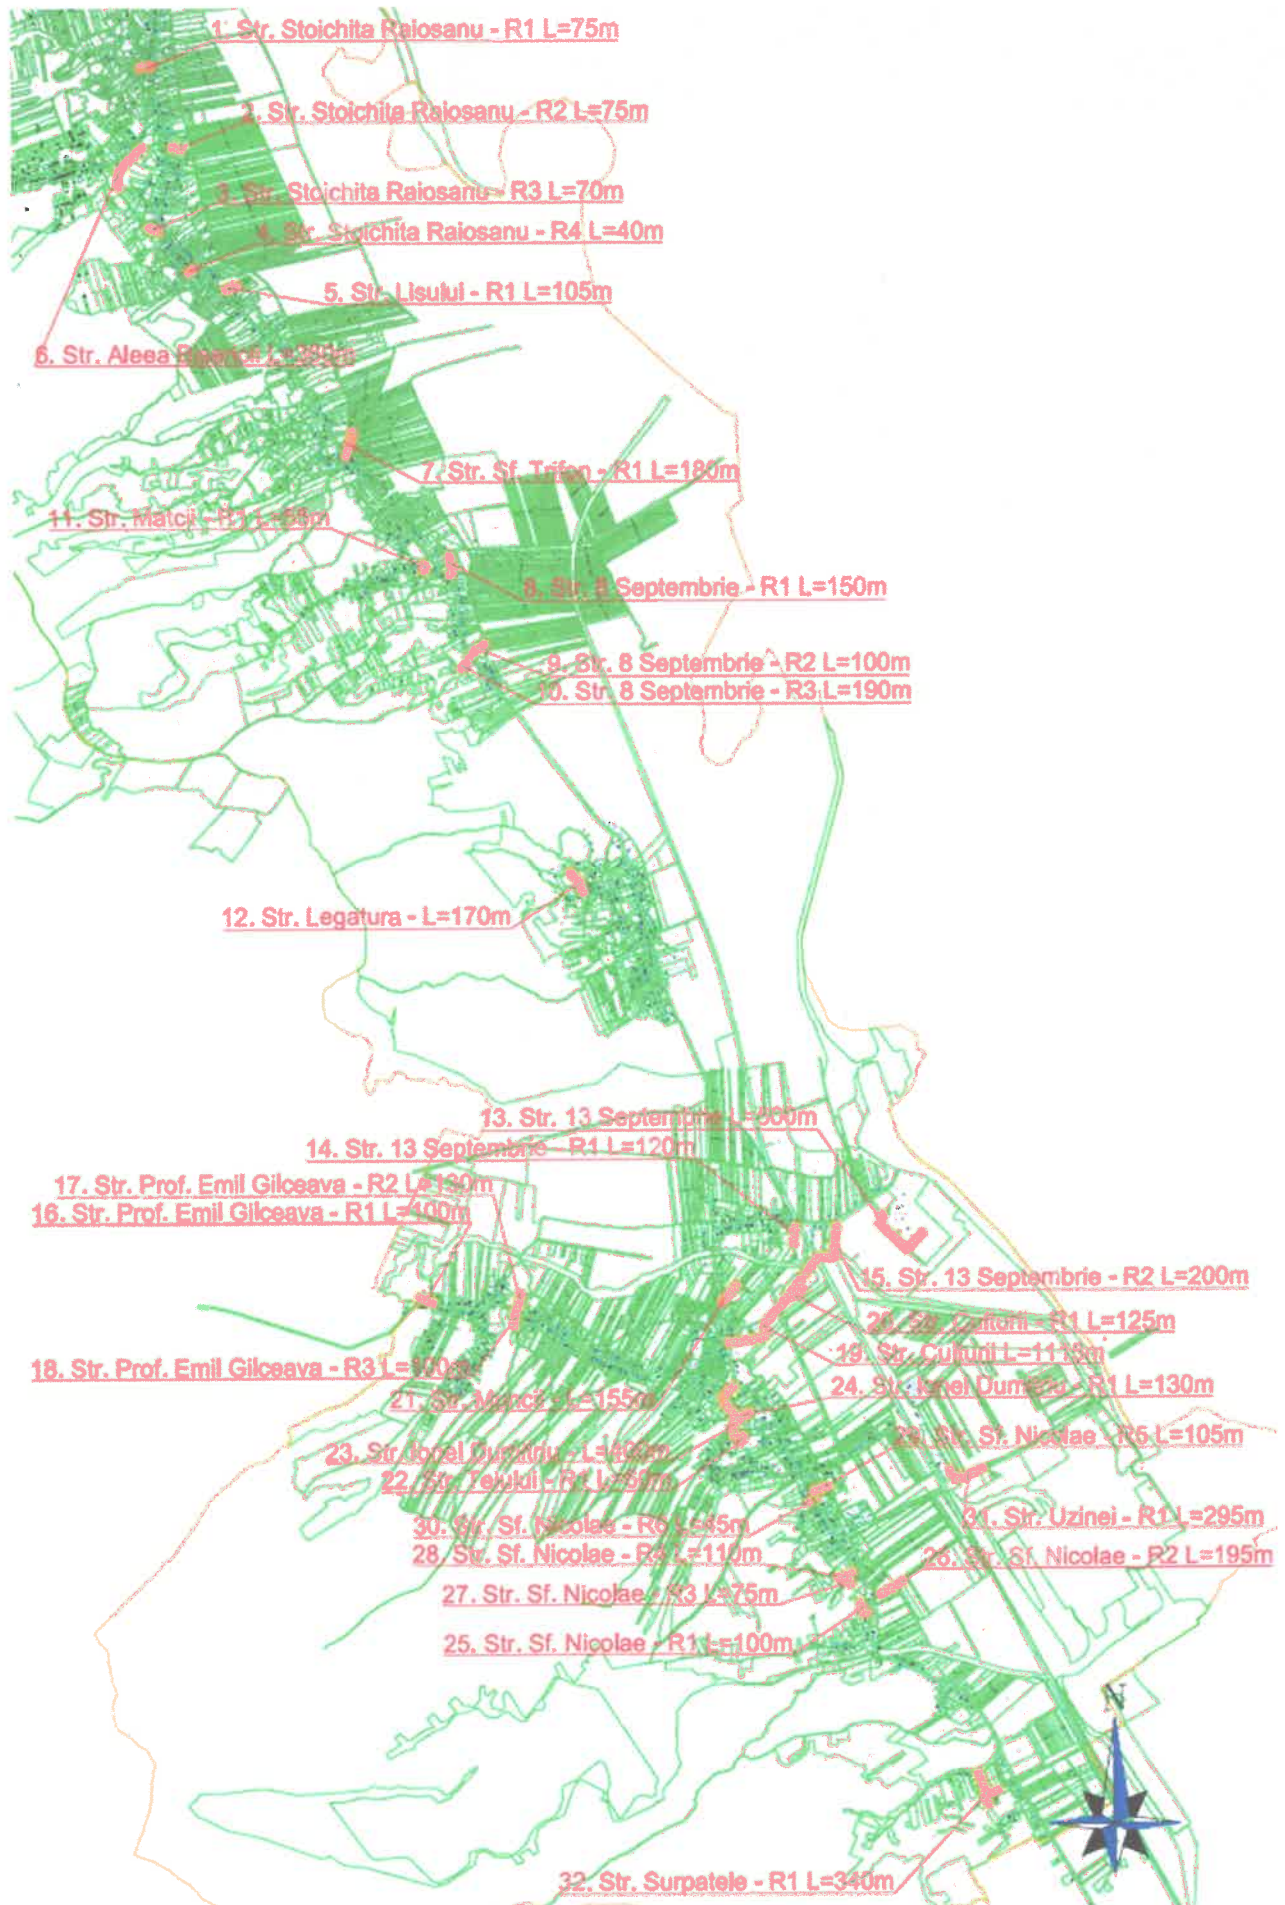 1. Str. Stoichita Raiosanu - R1 L=75m
2. Str. Stoichita Raiosanu - R2 L=75m
3. Str. Stoichita Raiosanu - R3 L=70m
4. Str. Stoichita Raiosanu - R4 L=40m
5. Str. Lisului - R1 L=105m
6. Str. Aleea
7. Str. Sf. Trifon - R1 L=180m
11. Str. Matcii - R1
8. Str. 8 Septembrie - R1 L=150m
9. Str. 8 Septembrie - R2 L=100m
10. Str. 8 Septembrie - R3 L=190m
12. Str. Legatura - L=170m
13. Str. 13 Septembrie
14. Str. 13 Septembrie - R1 L=120m
17. Str. Prof. Emil Gilceava - R2
16. Str. Prof. Emil Gilceava - R1 L=100m
15. Str. 13 Septembrie - R2 L=200m
20. Str. Culturii - R1 L=125m
19. Str. Culturii
18. Str. Prof. Emil Gilceava - R3 L=100m
24. Str. Ionel Dumitriu - R1 L=130m
21. Str. Muncii - L=155m
29. Str. Sf. Nicolae - R5 L=105m
23. Str. Ionel Dumitriu
22. Str. Teiului - R1
31. Str. Uzinei - R1 L=295m
30. Str. Sf. Nicolae
28. Str. Sf. Nicolae - R4 L=110m
26. Str. Sf. Nicolae - R2 L=195m
27. Str. Sf. Nicolae - R3 L=75m
25. Str. Sf. Nicolae - R1 L=100m
N
32. Str. Surpatele - R1 L=340m